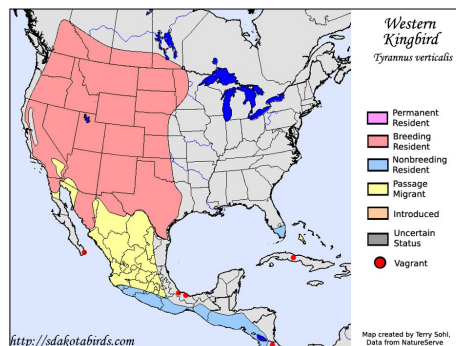 Western
Kingbird
Tyrannus verticalis
Permanent
Resident
Breeding
Resident
Nonbreeding
Resident
Passage
Migrant
Introduced
Uncertain
Status
Vagrant
http://sdakotabirds.com
Map created by Terry Sohl,
Data from NatureServe